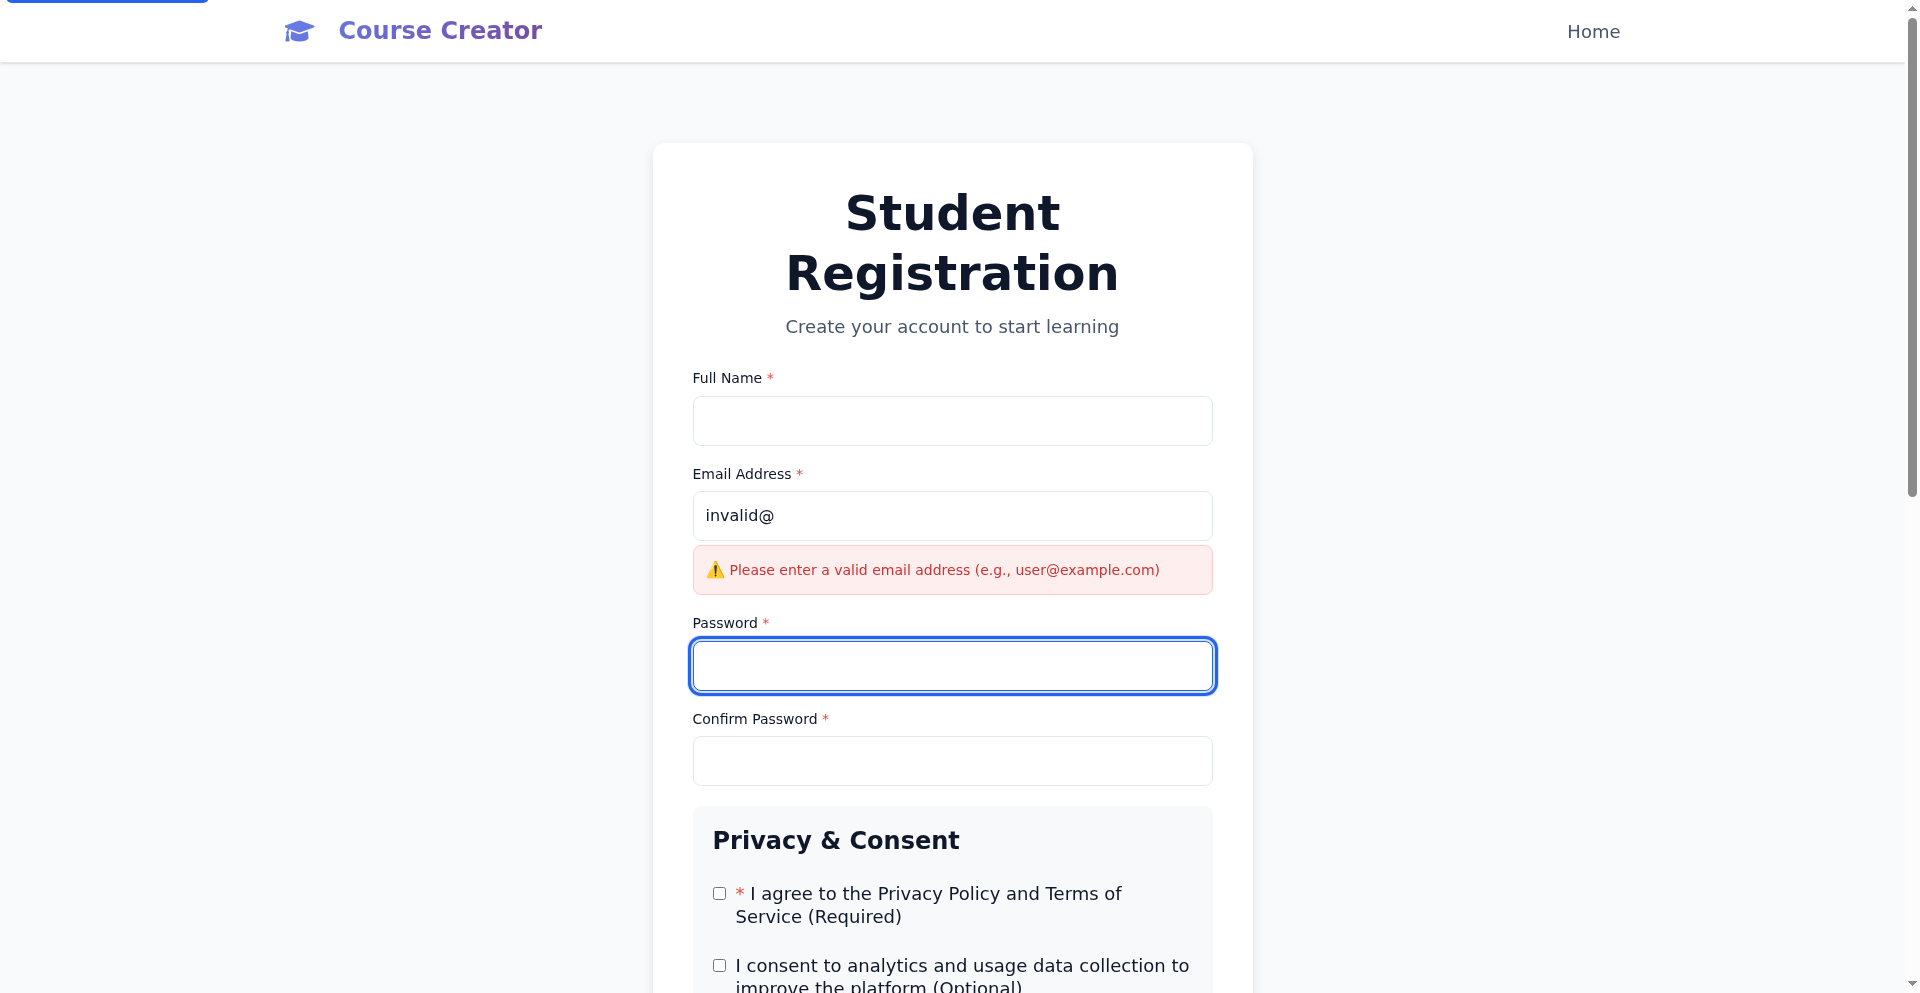 Course Creator
Home
Student
Registration
Create your account to start learning
Full Name *
Email Address *
invalid@
⚠️ Please enter a valid email address (e.g., user@example.com)
Password *
Confirm Password *
Privacy & Consent
* I agree to the Privacy Policy and Terms of
Service (Required)
I consent to analytics and usage data collection to
improve the platform (Optional)